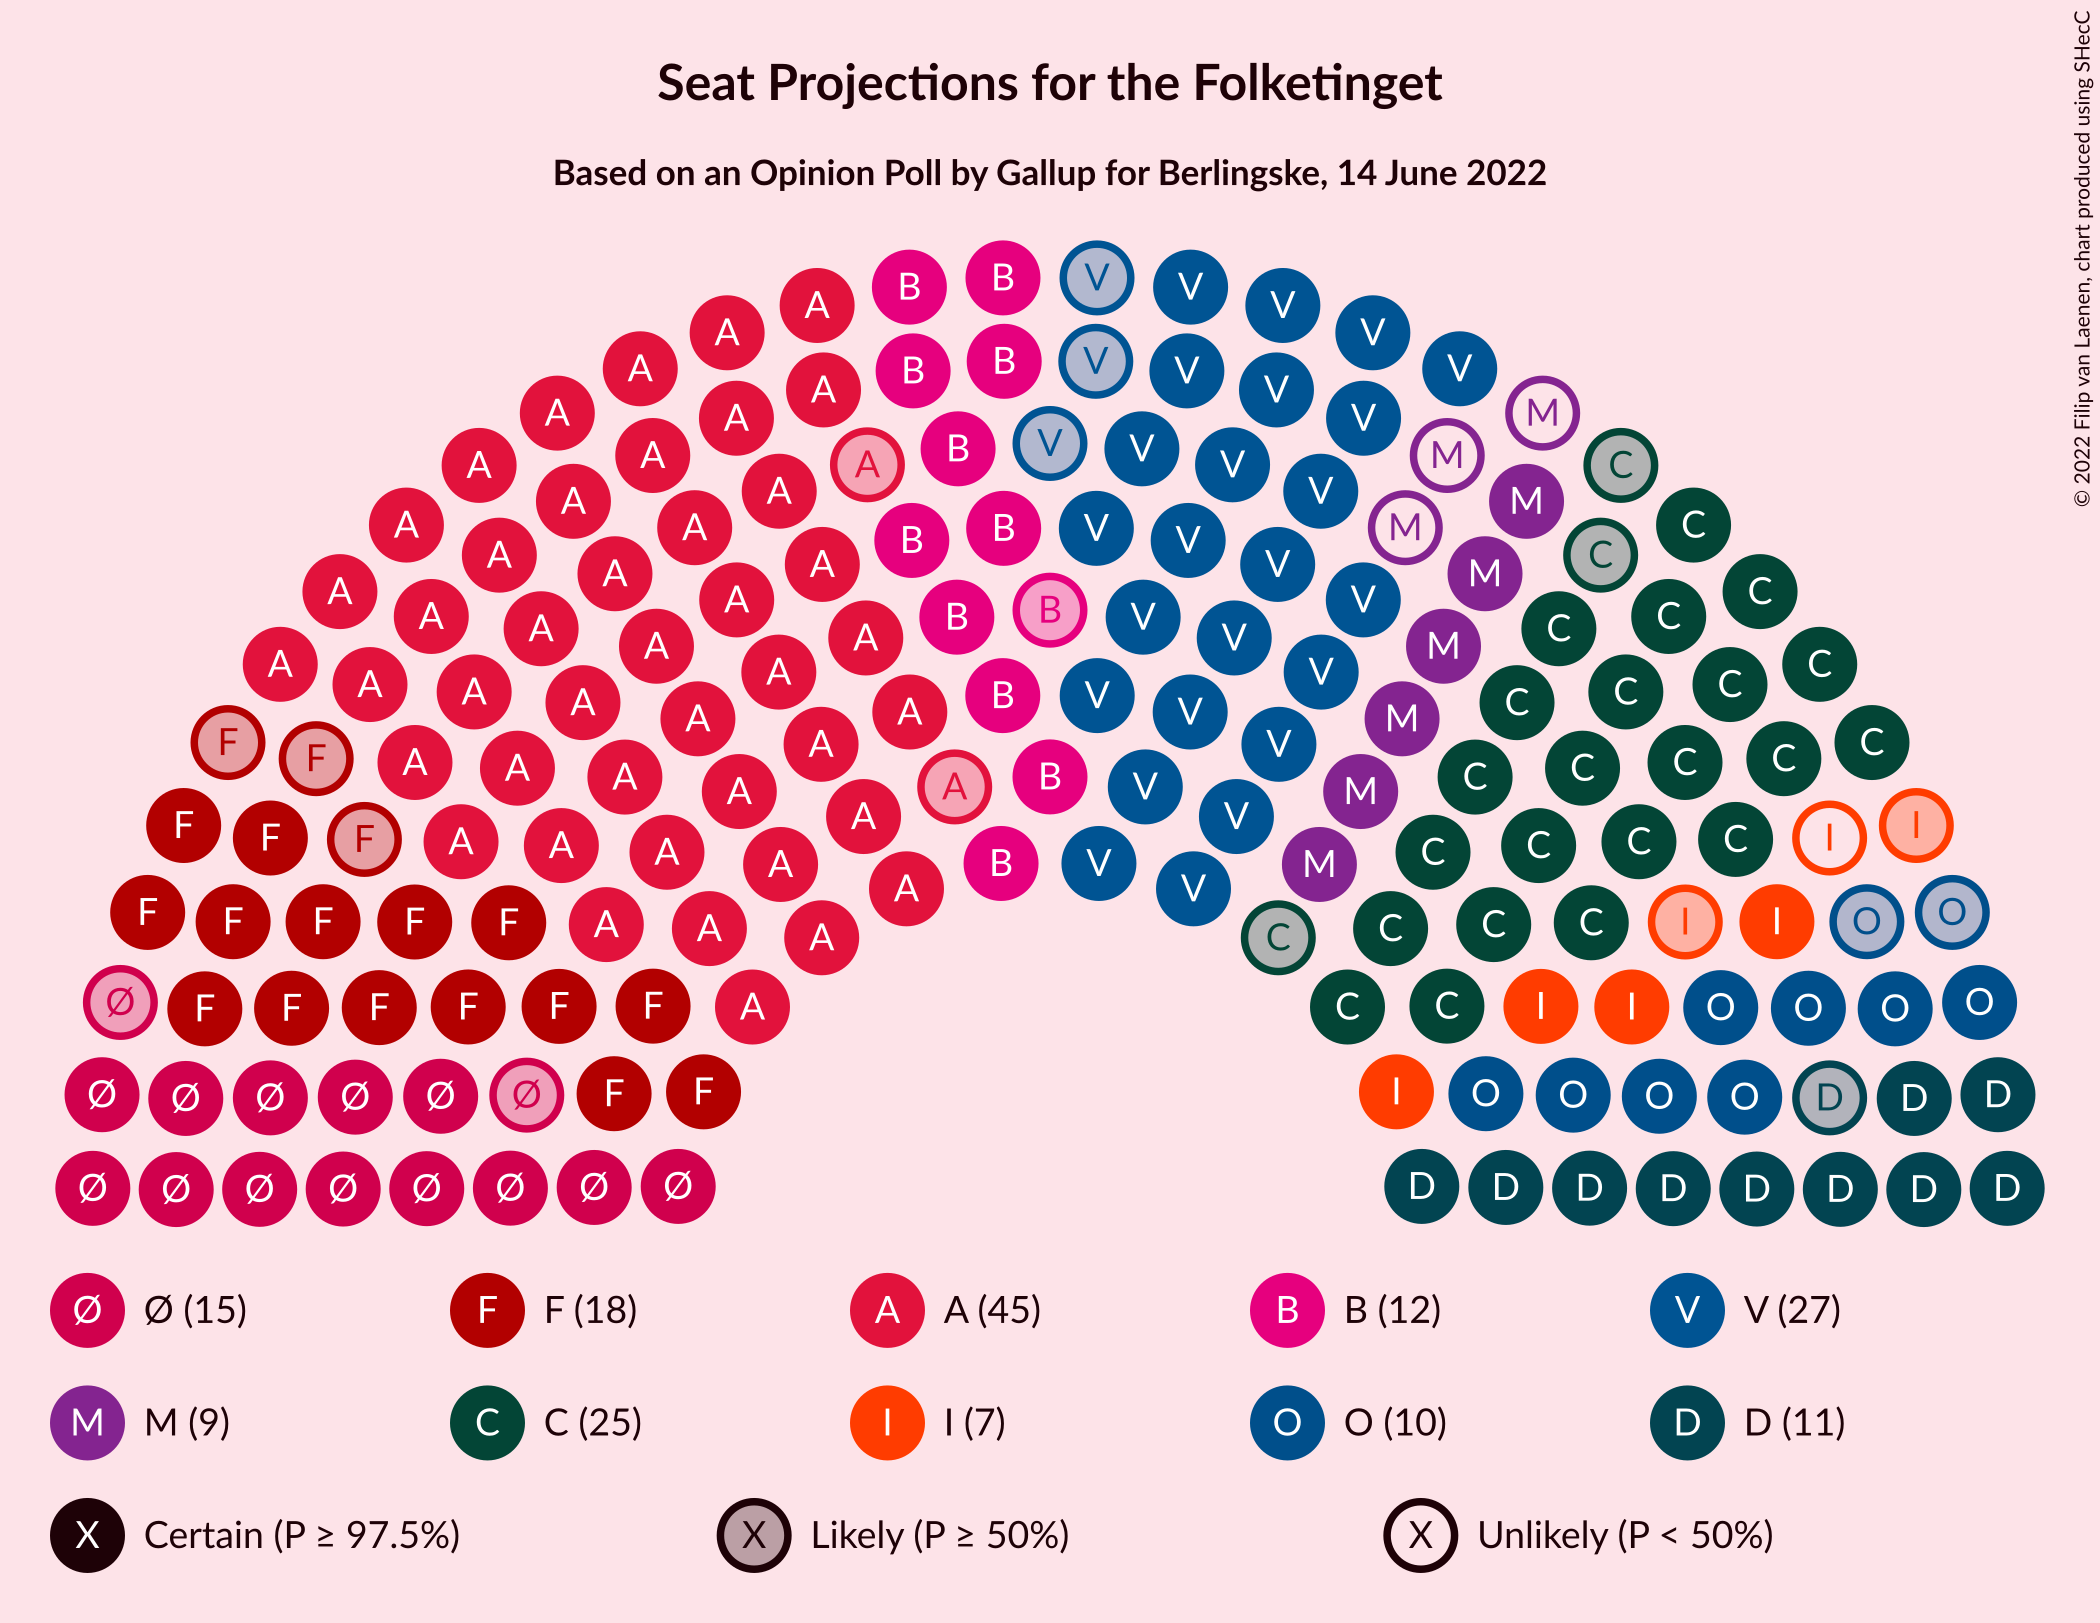 © 2022 Filip van Laenen, chart produced using SHecC
Seat Projections for the Folketinget
Based on an Opinion Poll by Gallup for Berlingske, 14 June 2022
A B B V V V
A V
A A B B V V V V
A A V M
A A A B V V V M C
A A V M
A A B B V V M C
A A A V M C
A A A B B V V C C
A A A V M C
A A A A A B V V C C C C
A A V M
F F A A A A B V C C C C C
A A V M
F F F A A A A V C C C C I I
A A B V V M
F F F F F A A A C C C C I I O O
Ø F F F F F F A C C I I O O O O
Ø Ø Ø Ø Ø Ø F F I O O O O D D D
Ø Ø Ø Ø Ø Ø Ø Ø D D D D D D D D
Ø Ø (15) F F (18) A A (45) B B (12) V V (27)
M M (9) C C (25) I I (7) O O (10) D D (11)
X Certain (P ≥ 97.5%) X Likely (P ≥ 50%) X Unlikely (P < 50%)